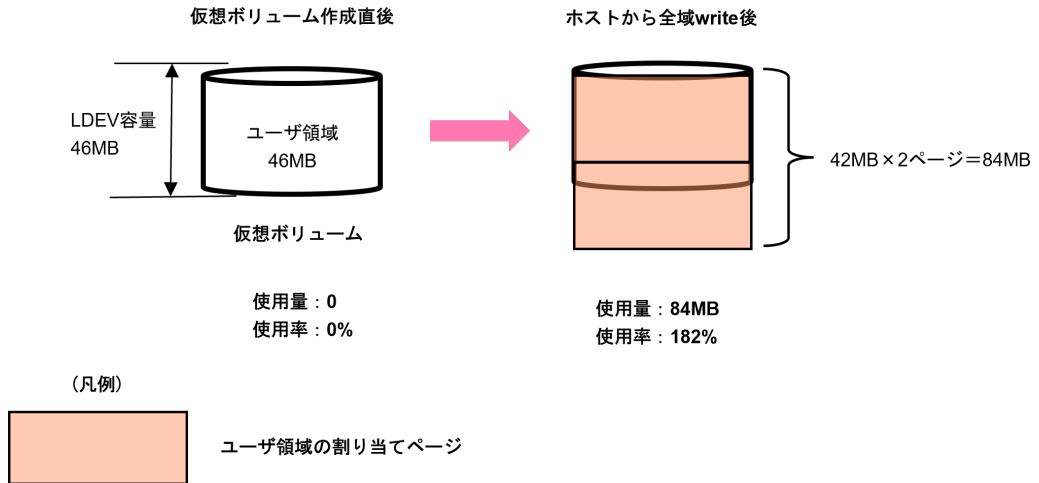 仮想ボリューム作成直後
ホストから全域write後
LDEV容量
46MB
ユーザ領域
46MB
42MB×2ページ＝84MB
仮想ボリューム
使用量：0
使用率：0%
使用量：84MB
使用率：182%
（凡例）
ユーザ領域の割り当てページ